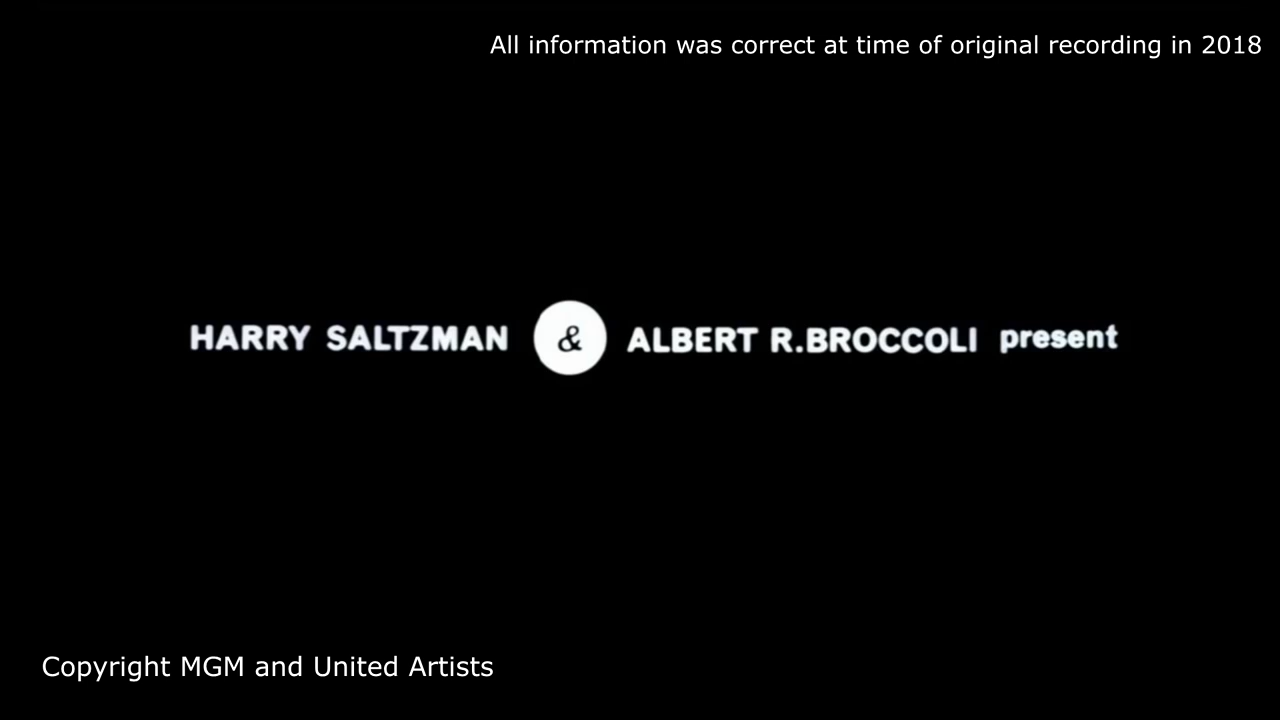 All information was correct at time of original recording in 2018
HARRY SALTZMAN & ALBERT R.BROCCOLI present
Copyright MGM and United Artists